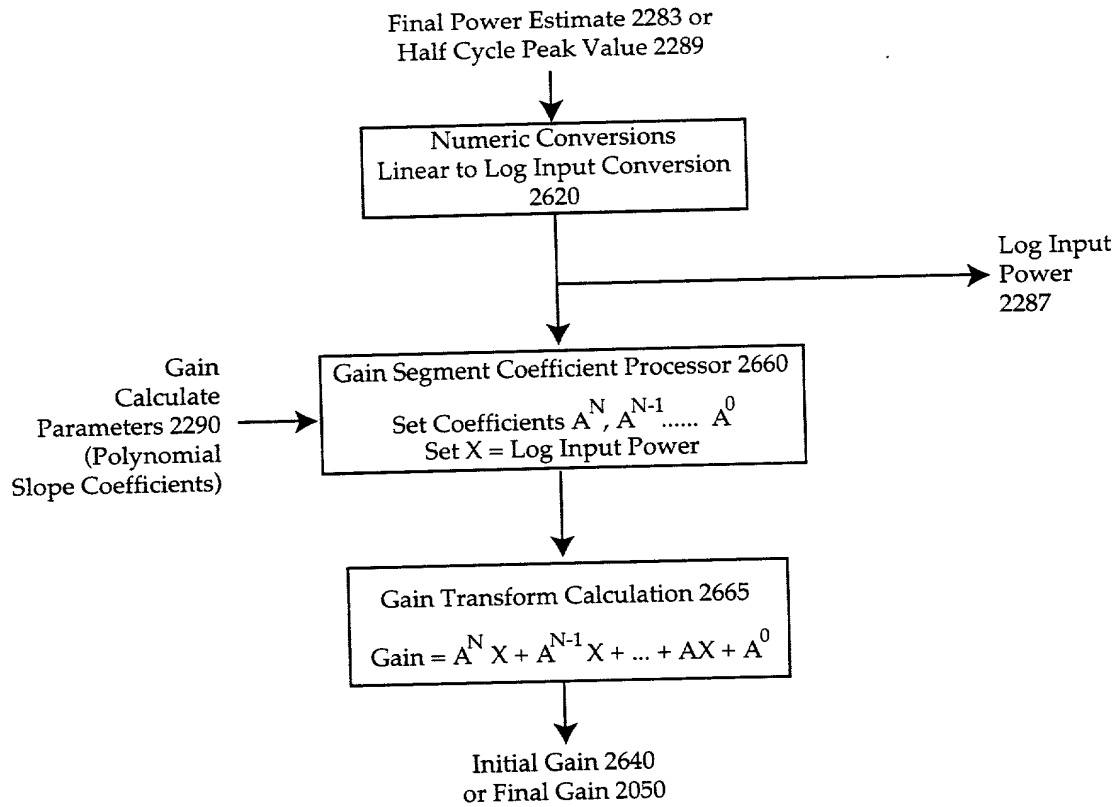 Final Power Estimate 2283 or
Half Cycle Peak Value 2289
Numeric Conversions
Linear to Log Input Conversion
2620
Log Input
Power
2287
Gain
Calculate
Parameters 2290
(Polynomial
Slope Coefficients)
Gain Segment Coefficient Processor 2660
Set Coefficients A^N, A^N-1 ...... A^0
Set X = Log Input Power
Gain Transform Calculation 2665
Gain = A^N X + A^N-1 X + ... + AX + A^0
Initial Gain 2640
or Final Gain 2050